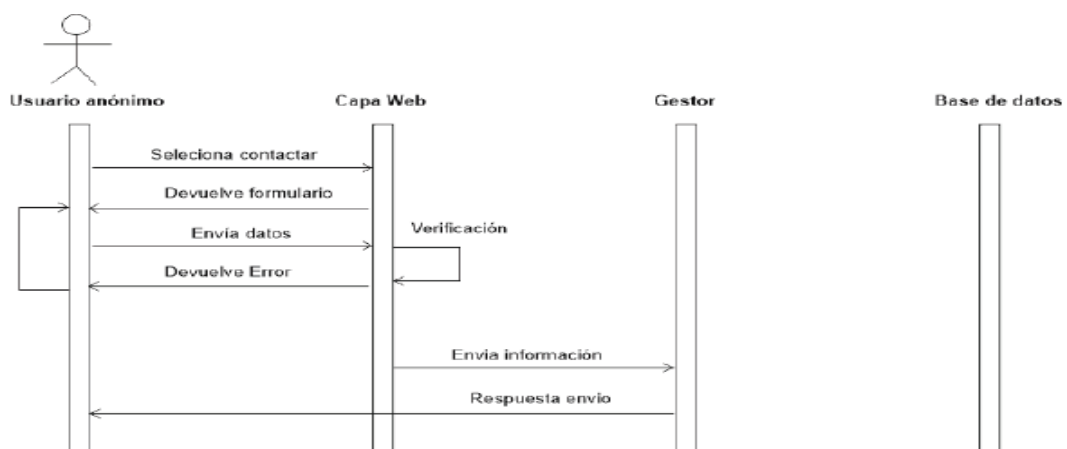 Usuario anónimo Capa Web Gestor Base de datos
Seleciona contactar
Devuelve formulario
Verificación
Envía datos
Devuelve Error
Envia información
Respuesta envio